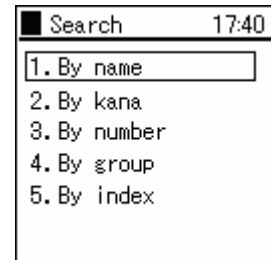 Search 17:40
1. By name
2. By kana
3. By number
4. By group
5. By index